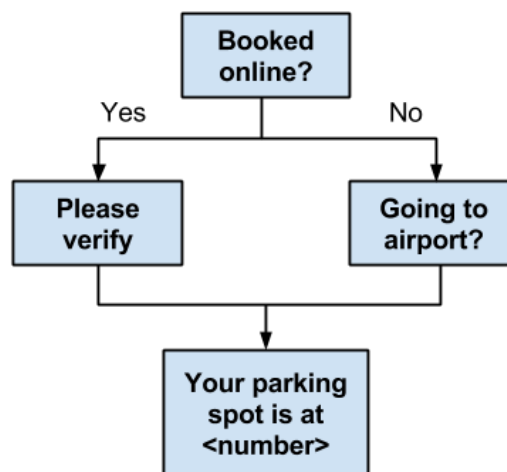 Booked
online?
Yes
No
Please
verify
Going to
airport?
Your parking
spot is at
<number>